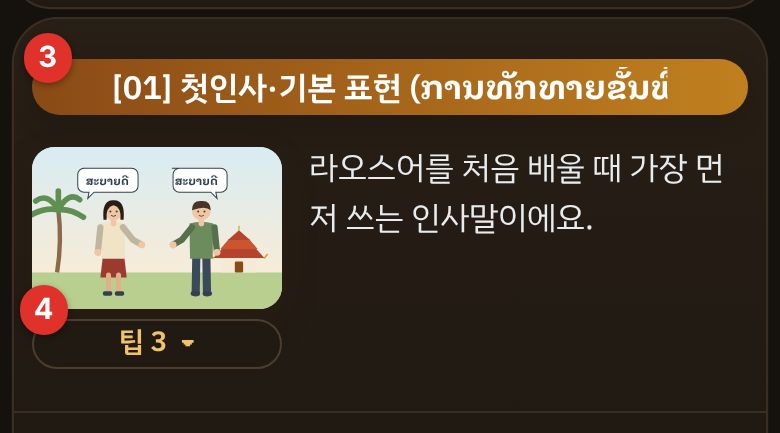 3
[01] 첫인사·기본 표현 (ການທັກທາຍຂັ້ນ
ສະບາຍດີ
ສະບາຍດີ
라오스어를 처음 배울 때 가장 먼
저 쓰는 인사말이에요.
4
팁 3